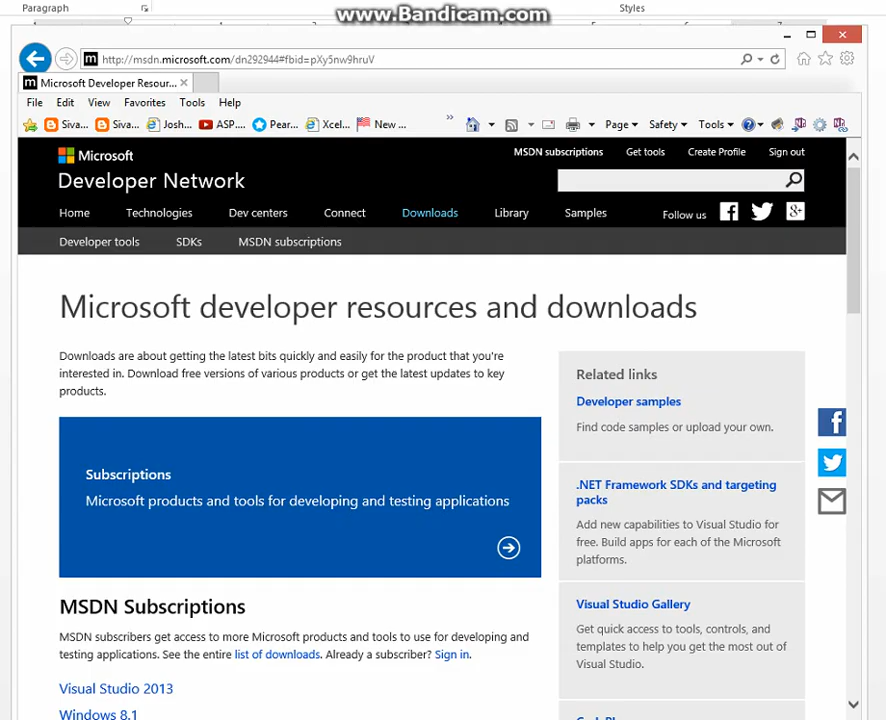 Paragraph
Styles
www.Bandicam.com
http://msdn.microsoft.com/dn292944#fbid=pXy5nw9hruV
Microsoft Developer Resour...
File Edit View Favorites Tools Help
Siva... Siva... Josh... ASP.... Pear... Xcel... New ... » Page Safety Tools
Microsoft
Developer Network
MSDN subscriptions Get tools Create Profile Sign out
Home Technologies Dev centers Connect Downloads Library Samples Follow us
Developer tools SDKs MSDN subscriptions
Microsoft developer resources and downloads
Downloads are about getting the latest bits quickly and easily for the product that you're
interested in. Download free versions of various products or get the latest updates to key
products.
Subscriptions
Microsoft products and tools for developing and testing applications
MSDN Subscriptions
MSDN subscribers get access to more Microsoft products and tools to use for developing and
testing applications. See the entire list of downloads. Already a subscriber? Sign in.
Visual Studio 2013
Windows 8.1
Related links
Developer samples
Find code samples or upload your own.
.NET Framework SDKs and targeting
packs
Add new capabilities to Visual Studio for
free. Build apps for each of the Microsoft
platforms.
Visual Studio Gallery
Get quick access to tools, controls, and
templates to help you get the most out of
Visual Studio.